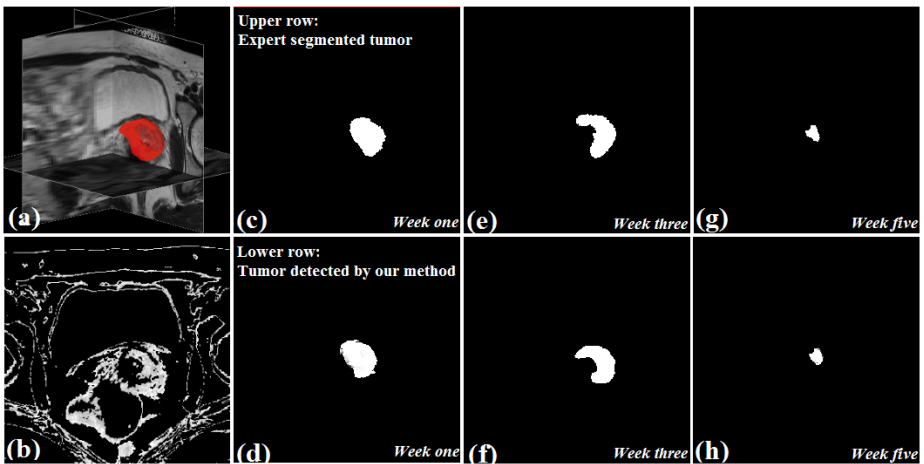 Upper row:
Expert segmented tumor
(a)
(c)
Week one
(e)
Week three
(g)
Week five
Lower row:
Tumor detected by our method
(b)
(d)
Week one
(f)
Week three
(h)
Week five